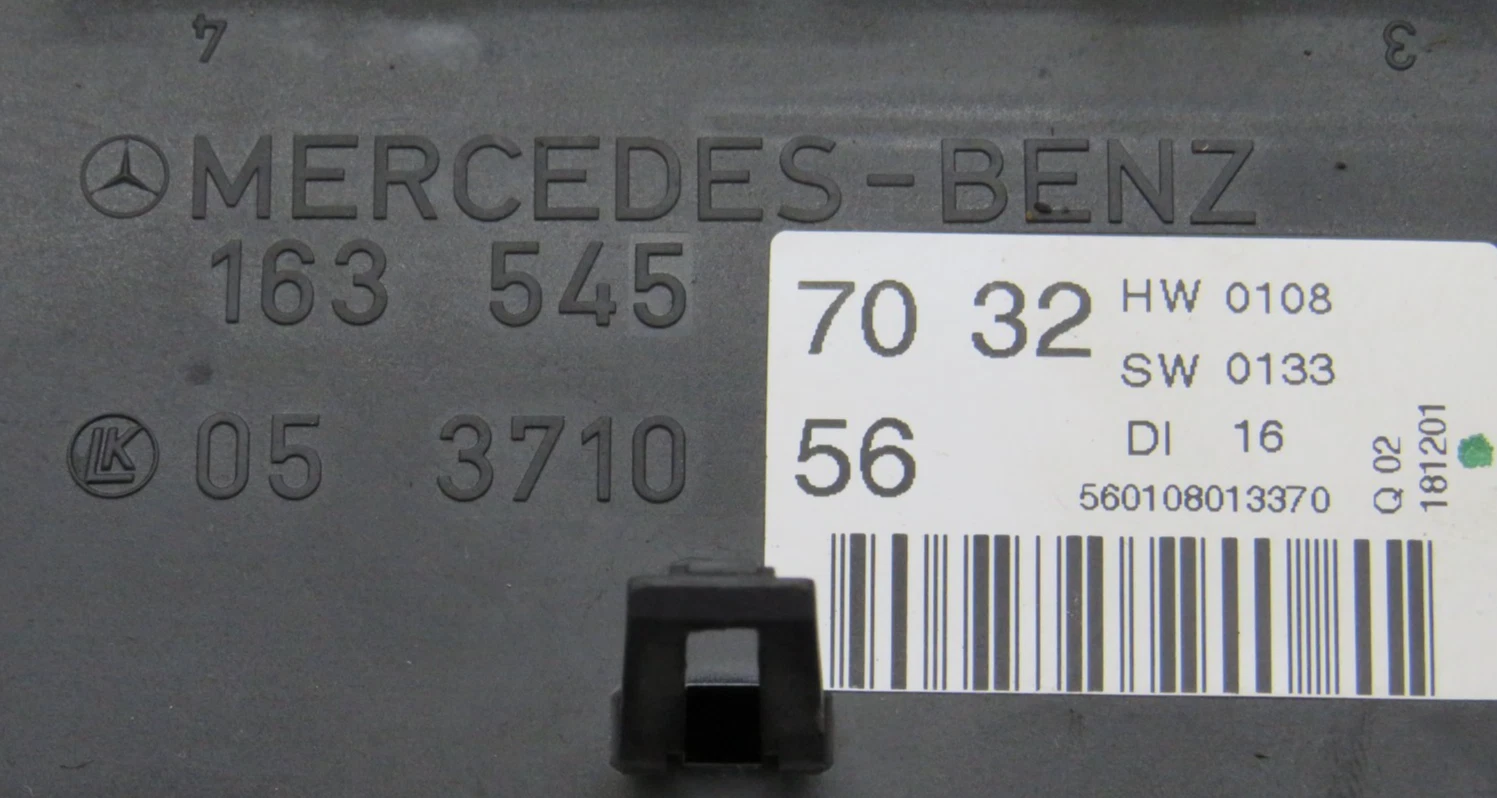 4 3
MERCEDES-BENZ
163 545 70 32
LK 05 3710 56
HW 0108
SW 0133
DI 16
560108013370
Q 02
181201